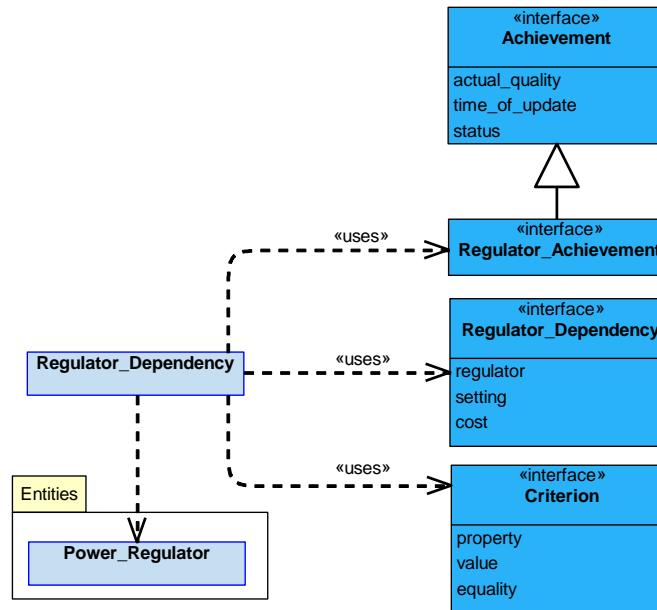 «interface»
Achievement
actual_quality
time_of_update
status
«uses»
«interface»
Regulator_Achievement
«interface»
Regulator_Dependency
regulator
setting
cost
Regulator_Dependency
«uses»
«uses»
«interface»
Criterion
property
value
equality
Entities
Power_Regulator